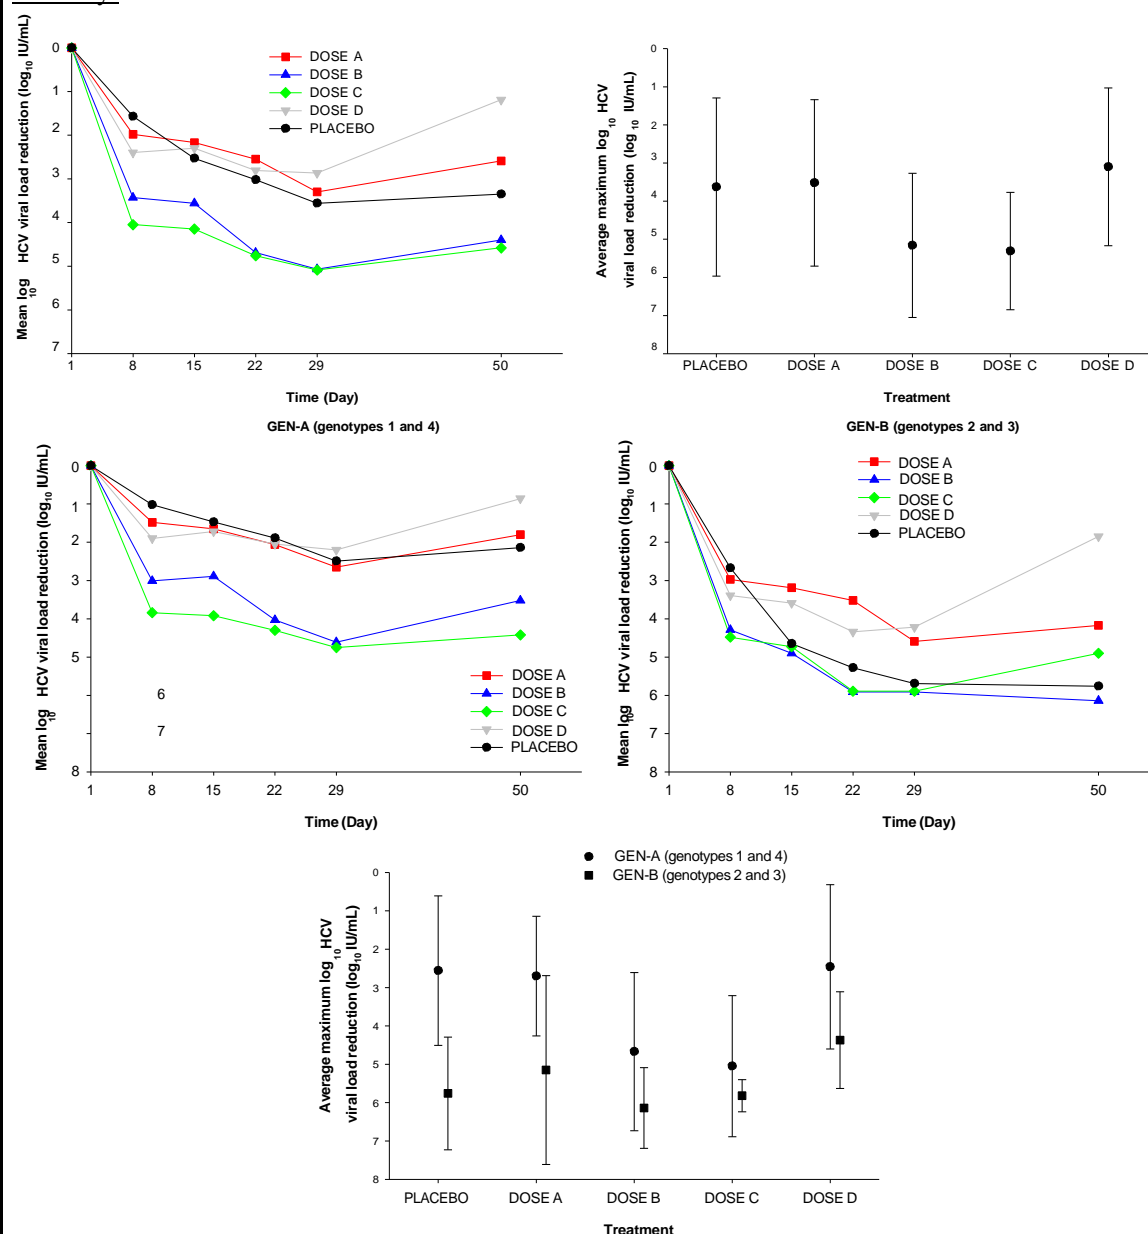 Mean log10 HCV viral load reduction (log10 IU/mL)
0
1
2
3
4
5
6
7
DOSE A
DOSE B
DOSE C
DOSE D
PLACEBO
1 8 15 22 29 50
Time (Day)
Average maximum log10 HCV
viral load reduction (log10 IU/mL)
0
1
2
3
4
5
6
7
8
PLACEBO DOSE A DOSE B DOSE C DOSE D
Treatment
GEN-A (genotypes 1 and 4)
Mean log10 HCV viral load reduction (log10 IU/mL)
0
1
2
3
4
5
6
7
8
DOSE A
DOSE B
DOSE C
DOSE D
PLACEBO
1 8 15 22 29 50
Time (Day)
GEN-B (genotypes 2 and 3)
Mean log10 HCV viral load reduction (log10 IU/mL)
0
1
2
3
4
5
6
7
8
DOSE A
DOSE B
DOSE C
DOSE D
PLACEBO
1 8 15 22 29 50
Time (Day)
GEN-A (genotypes 1 and 4)
GEN-B (genotypes 2 and 3)
Average maximum log10 HCV
viral load reduction (log10 IU/mL)
0
1
2
3
4
5
6
7
8
PLACEBO DOSE A DOSE B DOSE C DOSE D
Treatment